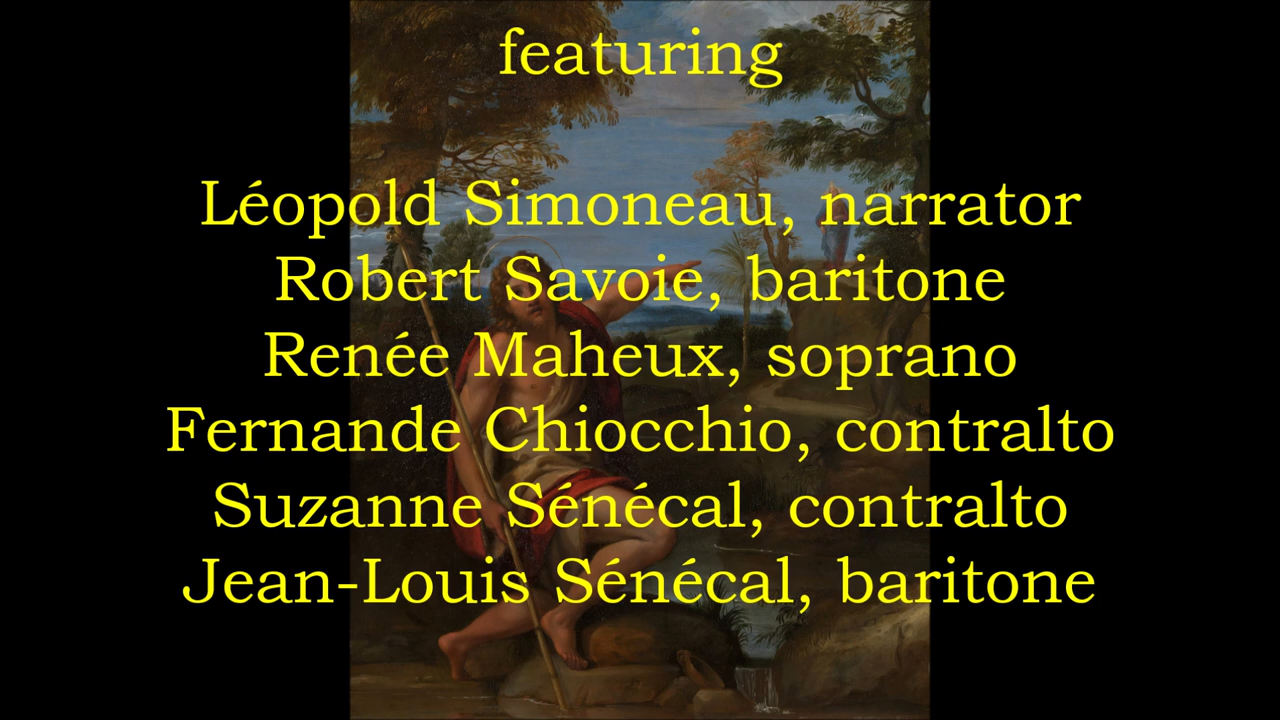 featuring
Léopold Simoneau, narrator
Robert Savoie, baritone
Renée Maheux, soprano
Fernande Chiocchio, contralto
Suzanne Sénécal, contralto
Jean-Louis Sénécal, baritone